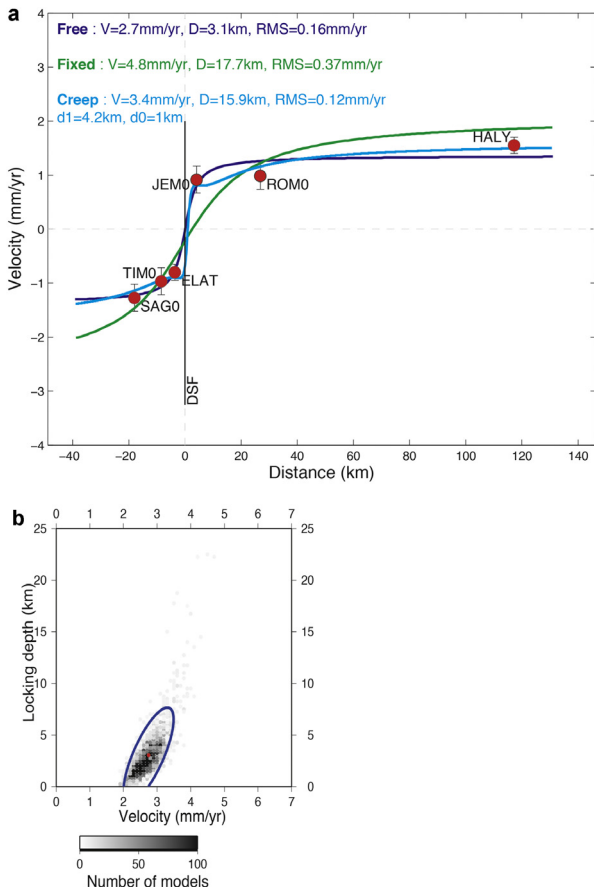 a
Free : V=2.7mm/yr, D=3.1km, RMS=0.16mm/yr
Fixed : V=4.8mm/yr, D=17.7km, RMS=0.37mm/yr
Creep : V=3.4mm/yr, D=15.9km, RMS=0.12mm/yr
d1=4.2km, d0=1km
4
3
2
1
0
−1
−2
−3
−4
Velocity (mm/yr)
HALY
JEM0
ROM0
TIM0
ELAT
SAG0
DSF
−40 −20 0 20 40 60 80 100 120 140
Distance (km)
b
0 1 2 3 4 5 6 7
25 25
20 20
15 15
10 10
5 5
0 0
Locking depth (km)
0 1 2 3 4 5 6 7
Velocity (mm/yr)
0 50 100
Number of models